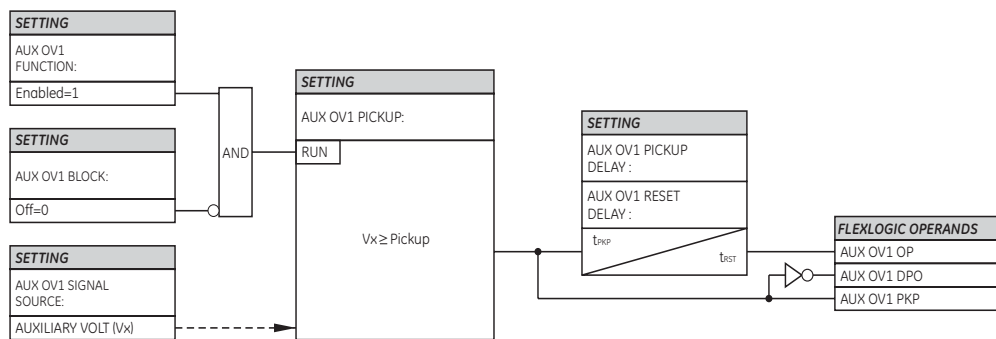 SETTING
AUX OV1
FUNCTION:
Enabled=1
SETTING
AUX OV1 BLOCK:
Off=0
SETTING
AUX OV1 SIGNAL
SOURCE:
AUXILIARY VOLT (Vx)
AND
SETTING
AUX OV1 PICKUP:
RUN
Vx ≥ Pickup
SETTING
AUX OV1 PICKUP
DELAY :
AUX OV1 RESET
DELAY :
tPKP
tRST
FLEXLOGIC OPERANDS
AUX OV1 OP
AUX OV1 DPO
AUX OV1 PKP